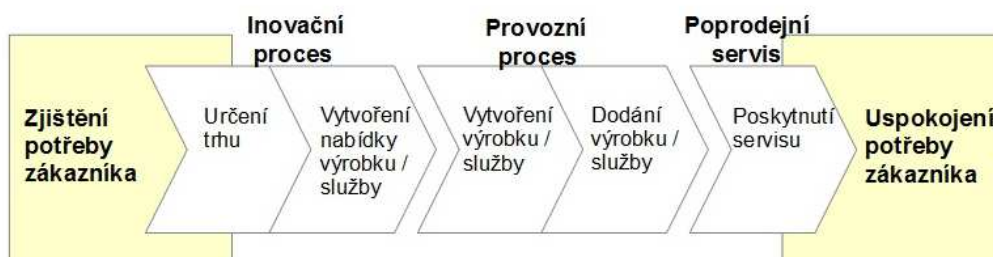 Inovační
proces
Provozní
proces
Poprodejní
servis
Zjištění
potřeby
zákazníka
Určení
trhu
Vytvoření
nabídky
výrobku /
služby
Vytvoření
výrobku /
služby
Dodání
výrobku /
služby
Poskytnutí
servisu
Uspokojení
potřeby
zákazníka